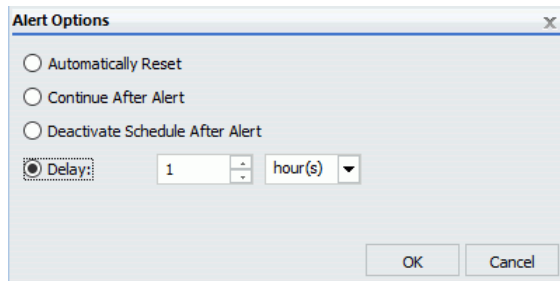 Alert Options
Automatically Reset
Continue After Alert
Deactivate Schedule After Alert
Delay: 1 hour(s)
OK Cancel